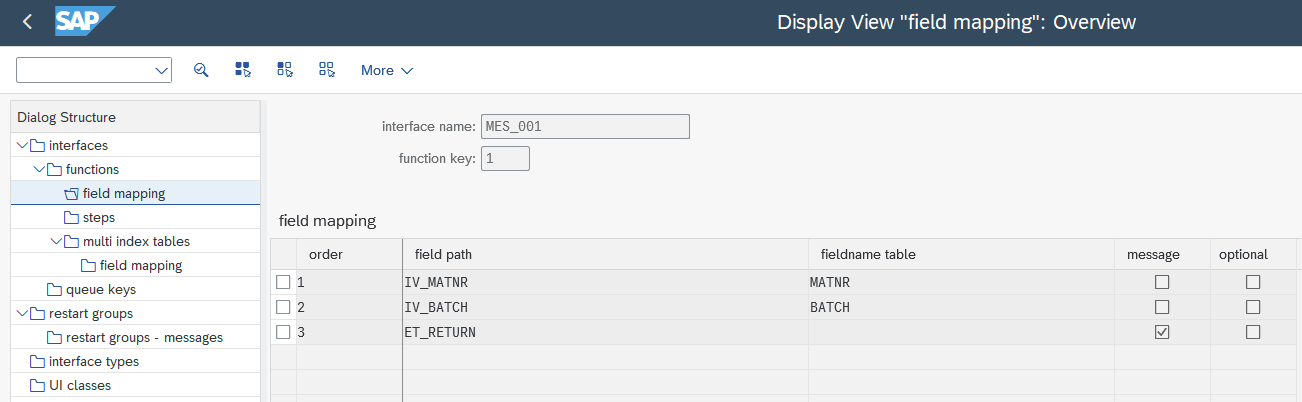 SAP Display View "field mapping": Overview
More
Dialog Structure
interfaces
functions
field mapping
steps
multi index tables
field mapping
queue keys
restart groups
restart groups - messages
interface types
UI classes
interface name: MES_001
function key: 1
field mapping
order field path fieldname table message optional
1 IV_MATNR MATNR
2 IV_BATCH BATCH
3 ET_RETURN